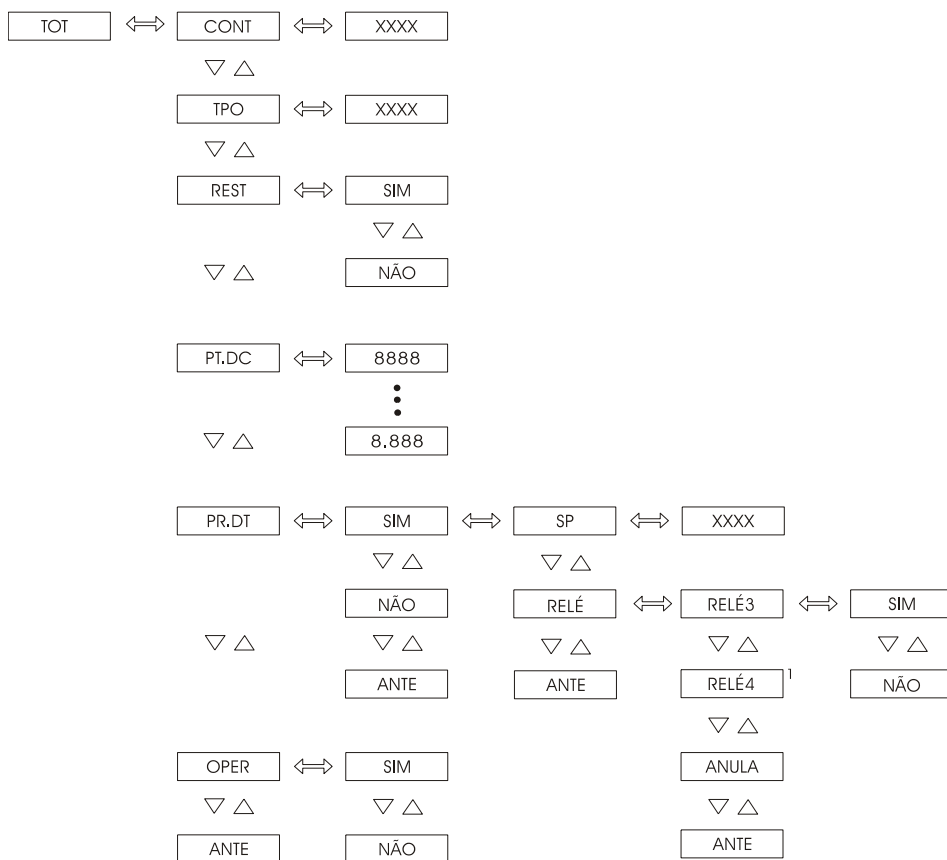 TOT CONT XXXX
TPO XXXX
REST SIM
NÃO
PT.DC 8888
8.888
PR.DT SIM SP XXXX
NÃO RELÉ RELÉ3 SIM
ANTE ANTE RELÉ4 1 NÃO
OPER SIM ANULA
ANTE NÃO ANTE